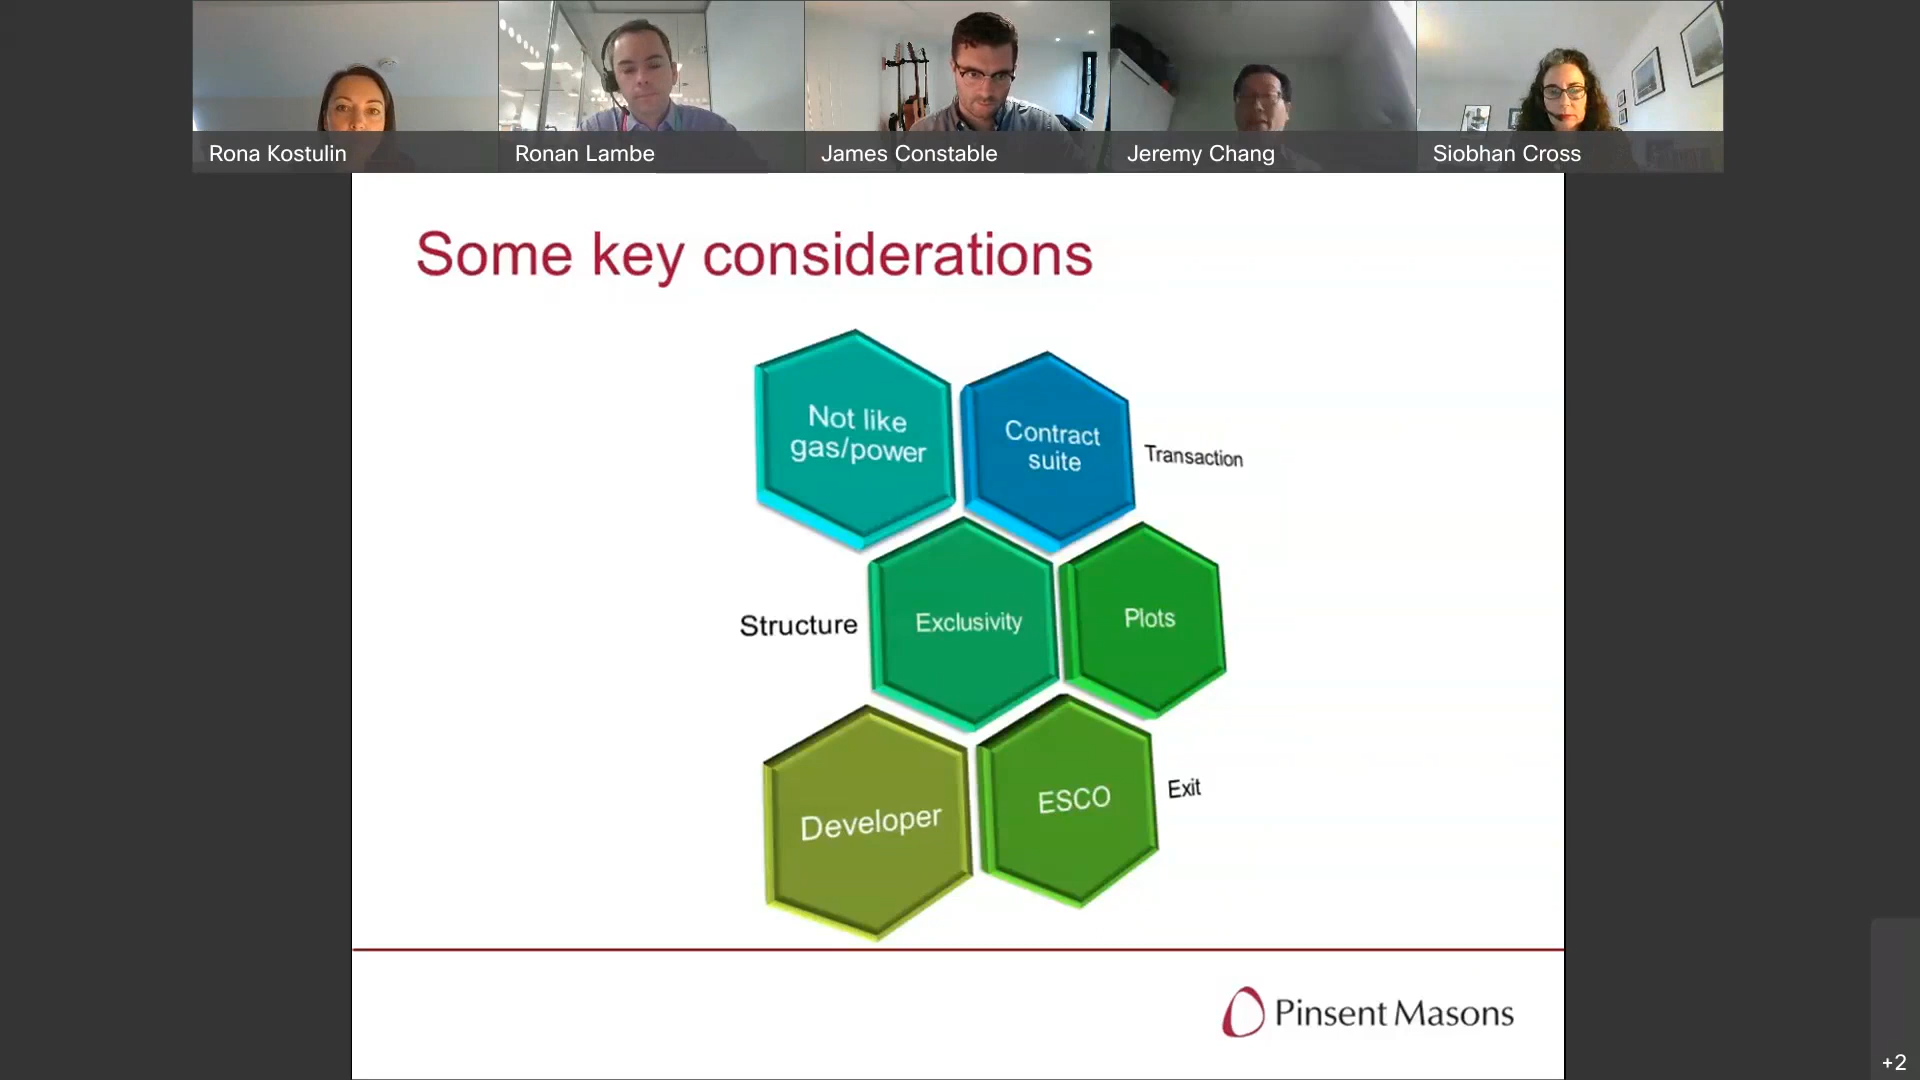 Rona Kostulin
Ronan Lambe
James Constable
Jeremy Chang
Siobhan Cross
Some key considerations
Not like
gas/power
Contract
suite
Transaction
Structure
Exclusivity
Plots
Developer
ESCO
Exit
Pinsent Masons
+2